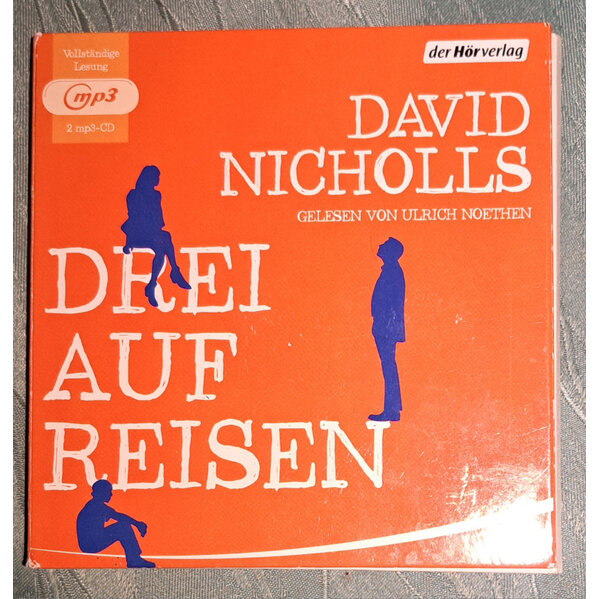 Vollständige
Lesung
mp3
2 mp3-CD
der Hörverlag
DAVID
NICHOLLS
GELESEN VON ULRICH NOETHEN
DREI
AUF
REISEN